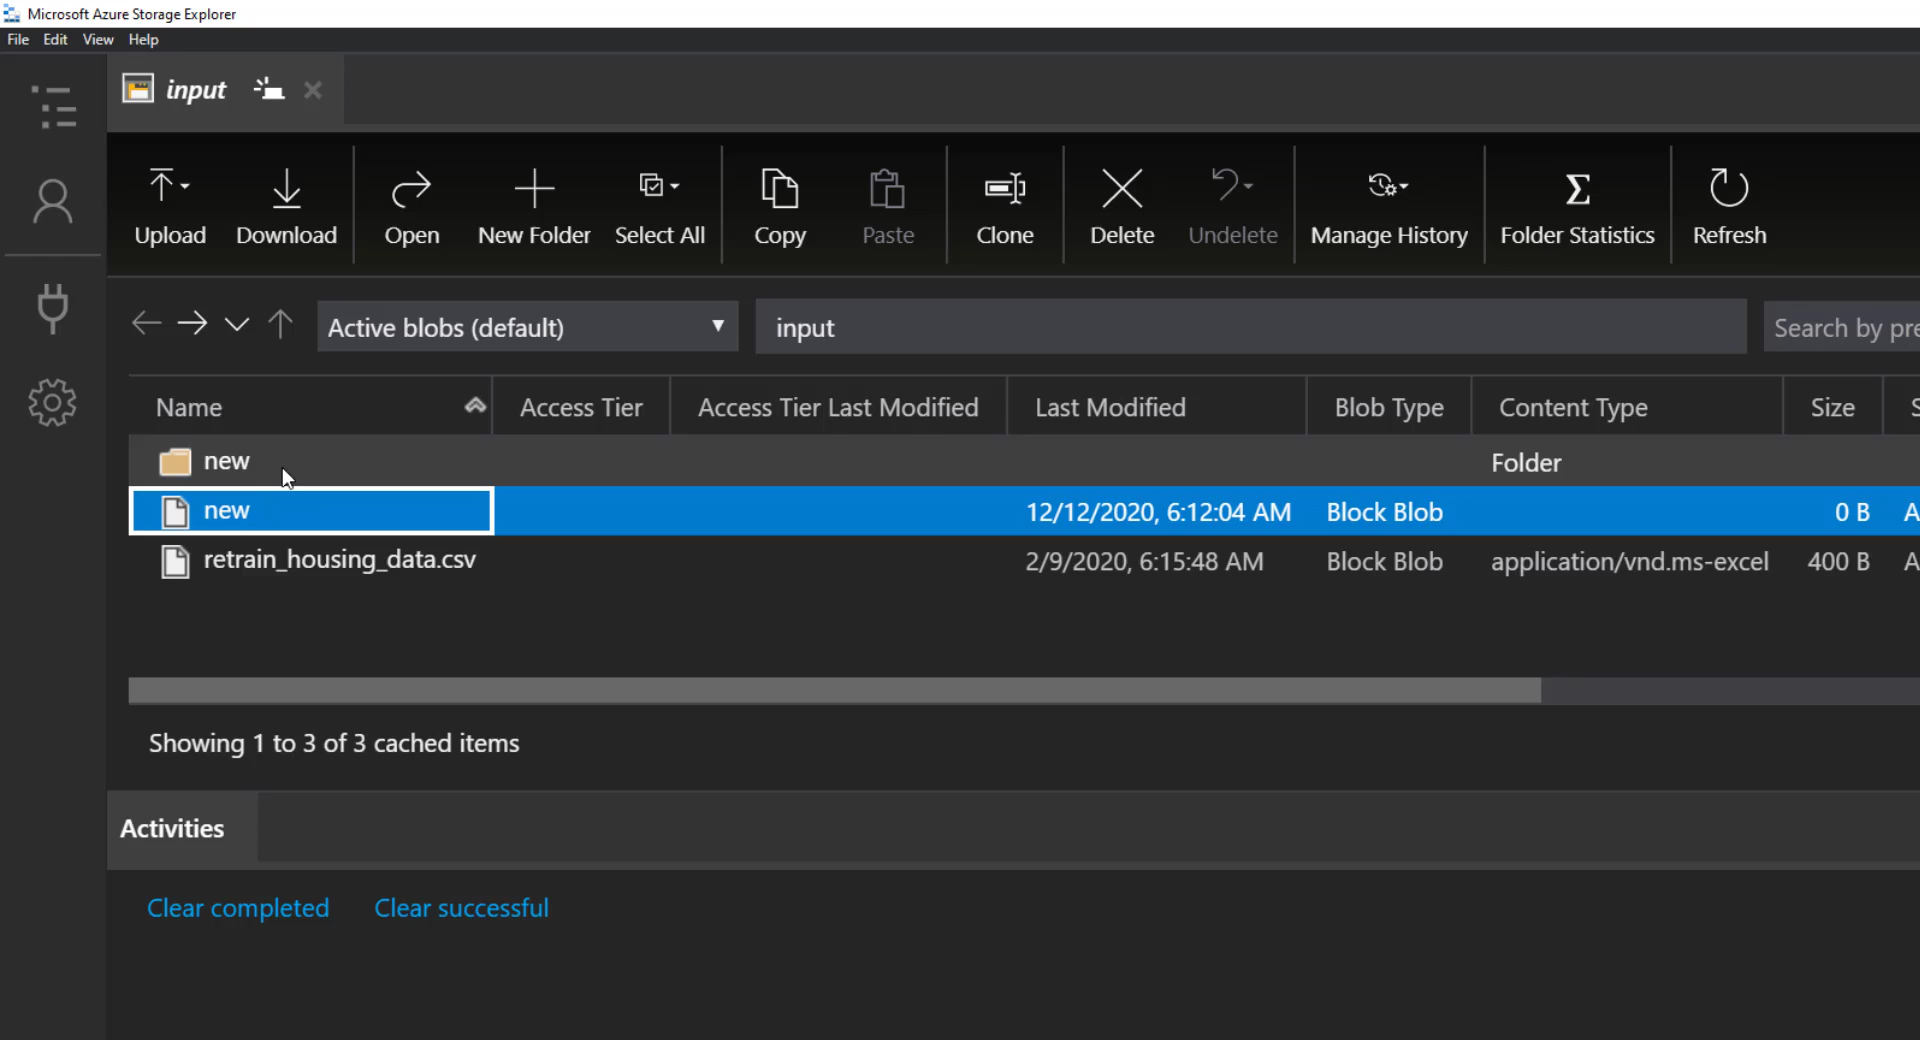 Microsoft Azure Storage Explorer
File Edit View Help
input
Upload Download Open New Folder Select All Copy Paste Clone Delete Undelete Manage History Folder Statistics Refresh
Active blobs (default) input Search by pre
Name Access Tier Access Tier Last Modified Last Modified Blob Type Content Type Size S
new Folder
new 12/12/2020, 6:12:04 AM Block Blob 0 B A
retrain_housing_data.csv 2/9/2020, 6:15:48 AM Block Blob application/vnd.ms-excel 400 B A
Showing 1 to 3 of 3 cached items
Activities
Clear completed Clear successful